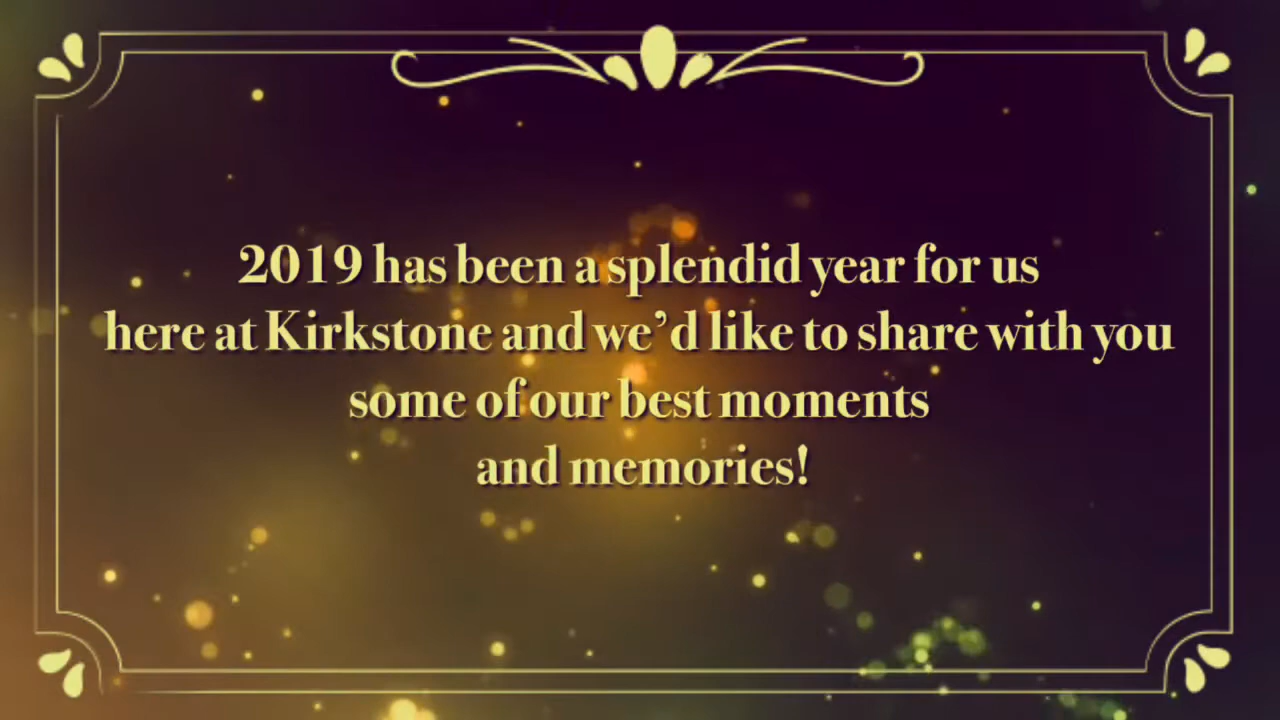 2019 has been a splendid year for us
here at Kirkstone and we’d like to share with you
some of our best moments
and memories!